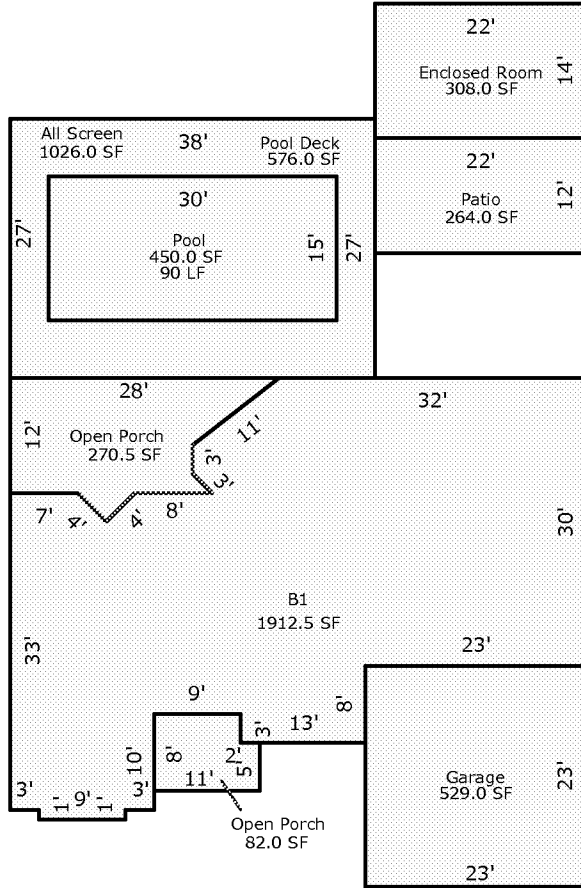 22'
Enclosed Room
308.0 SF
14'
All Screen
1026.0 SF
38'
Pool Deck
576.0 SF
22'
Patio
264.0 SF
12'
30'
27'
Pool
450.0 SF
90 LF
15'
27'
28'
32'
12'
Open Porch
270.5 SF
11'
3'
3'
7'
4'
4'
8'
30'
B1
1912.5 SF
33'
23'
9'
8'
3'
13'
10'
8'
2'
5'
3'
1'
9'
1'
3'
11'
Garage
529.0 SF
23'
Open Porch
82.0 SF
23'